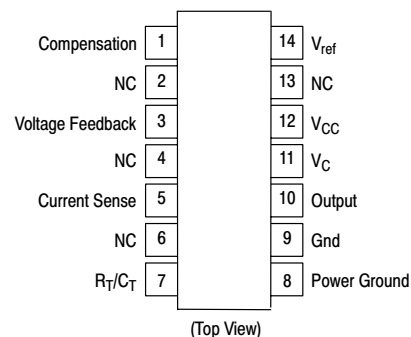 Compensation 1 14 Vref
NC 2 13 NC
Voltage Feedback 3 12 VCC
NC 4 11 VC
Current Sense 5 10 Output
NC 6 9 Gnd
RT/CT 7 8 Power Ground
(Top View)